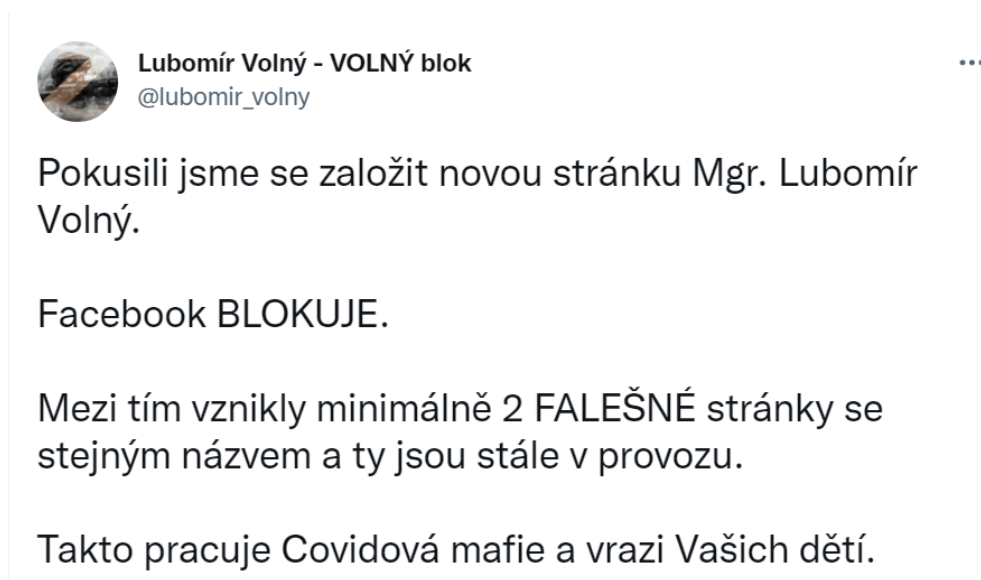 Lubomír Volný - VOLNÝ blok
@lubomir_volny
Pokusili jsme se založit novou stránku Mgr. Lubomír
Volný.
Facebook BLOKUJE.
Mezi tím vznikly minimálně 2 FALEŠNÉ stránky se
stejným názvem a ty jsou stále v provozu.
Takto pracuje Covidová mafie a vrazi Vašich dětí.